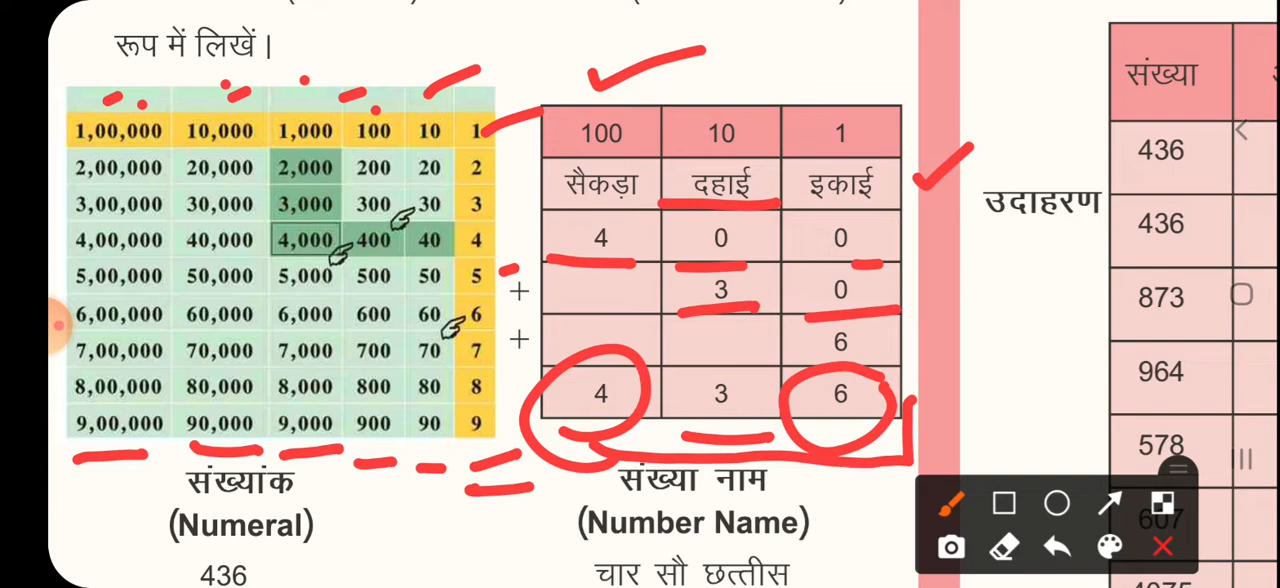 रूप में लिखें।
1,00,000 10,000 1,000 100 10 1
2,00,000 20,000 2,000 200 20 2
3,00,000 30,000 3,000 300 30 3
4,00,000 40,000 4,000 400 40 4
5,00,000 50,000 5,000 500 50 5
6,00,000 60,000 6,000 600 60 6
7,00,000 70,000 7,000 700 70 7
8,00,000 80,000 8,000 800 80 8
9,00,000 90,000 9,000 900 90 9
संख्यांक
(Numeral)
436
100 10 1
सैकड़ा दहाई इकाई
4 0 0
+ 3 0
+ 6
4 3 6
संख्या नाम
(Number Name)
चार सौ छत्तीस
उदाहरण
संख्या
436
436
873
964
578
607